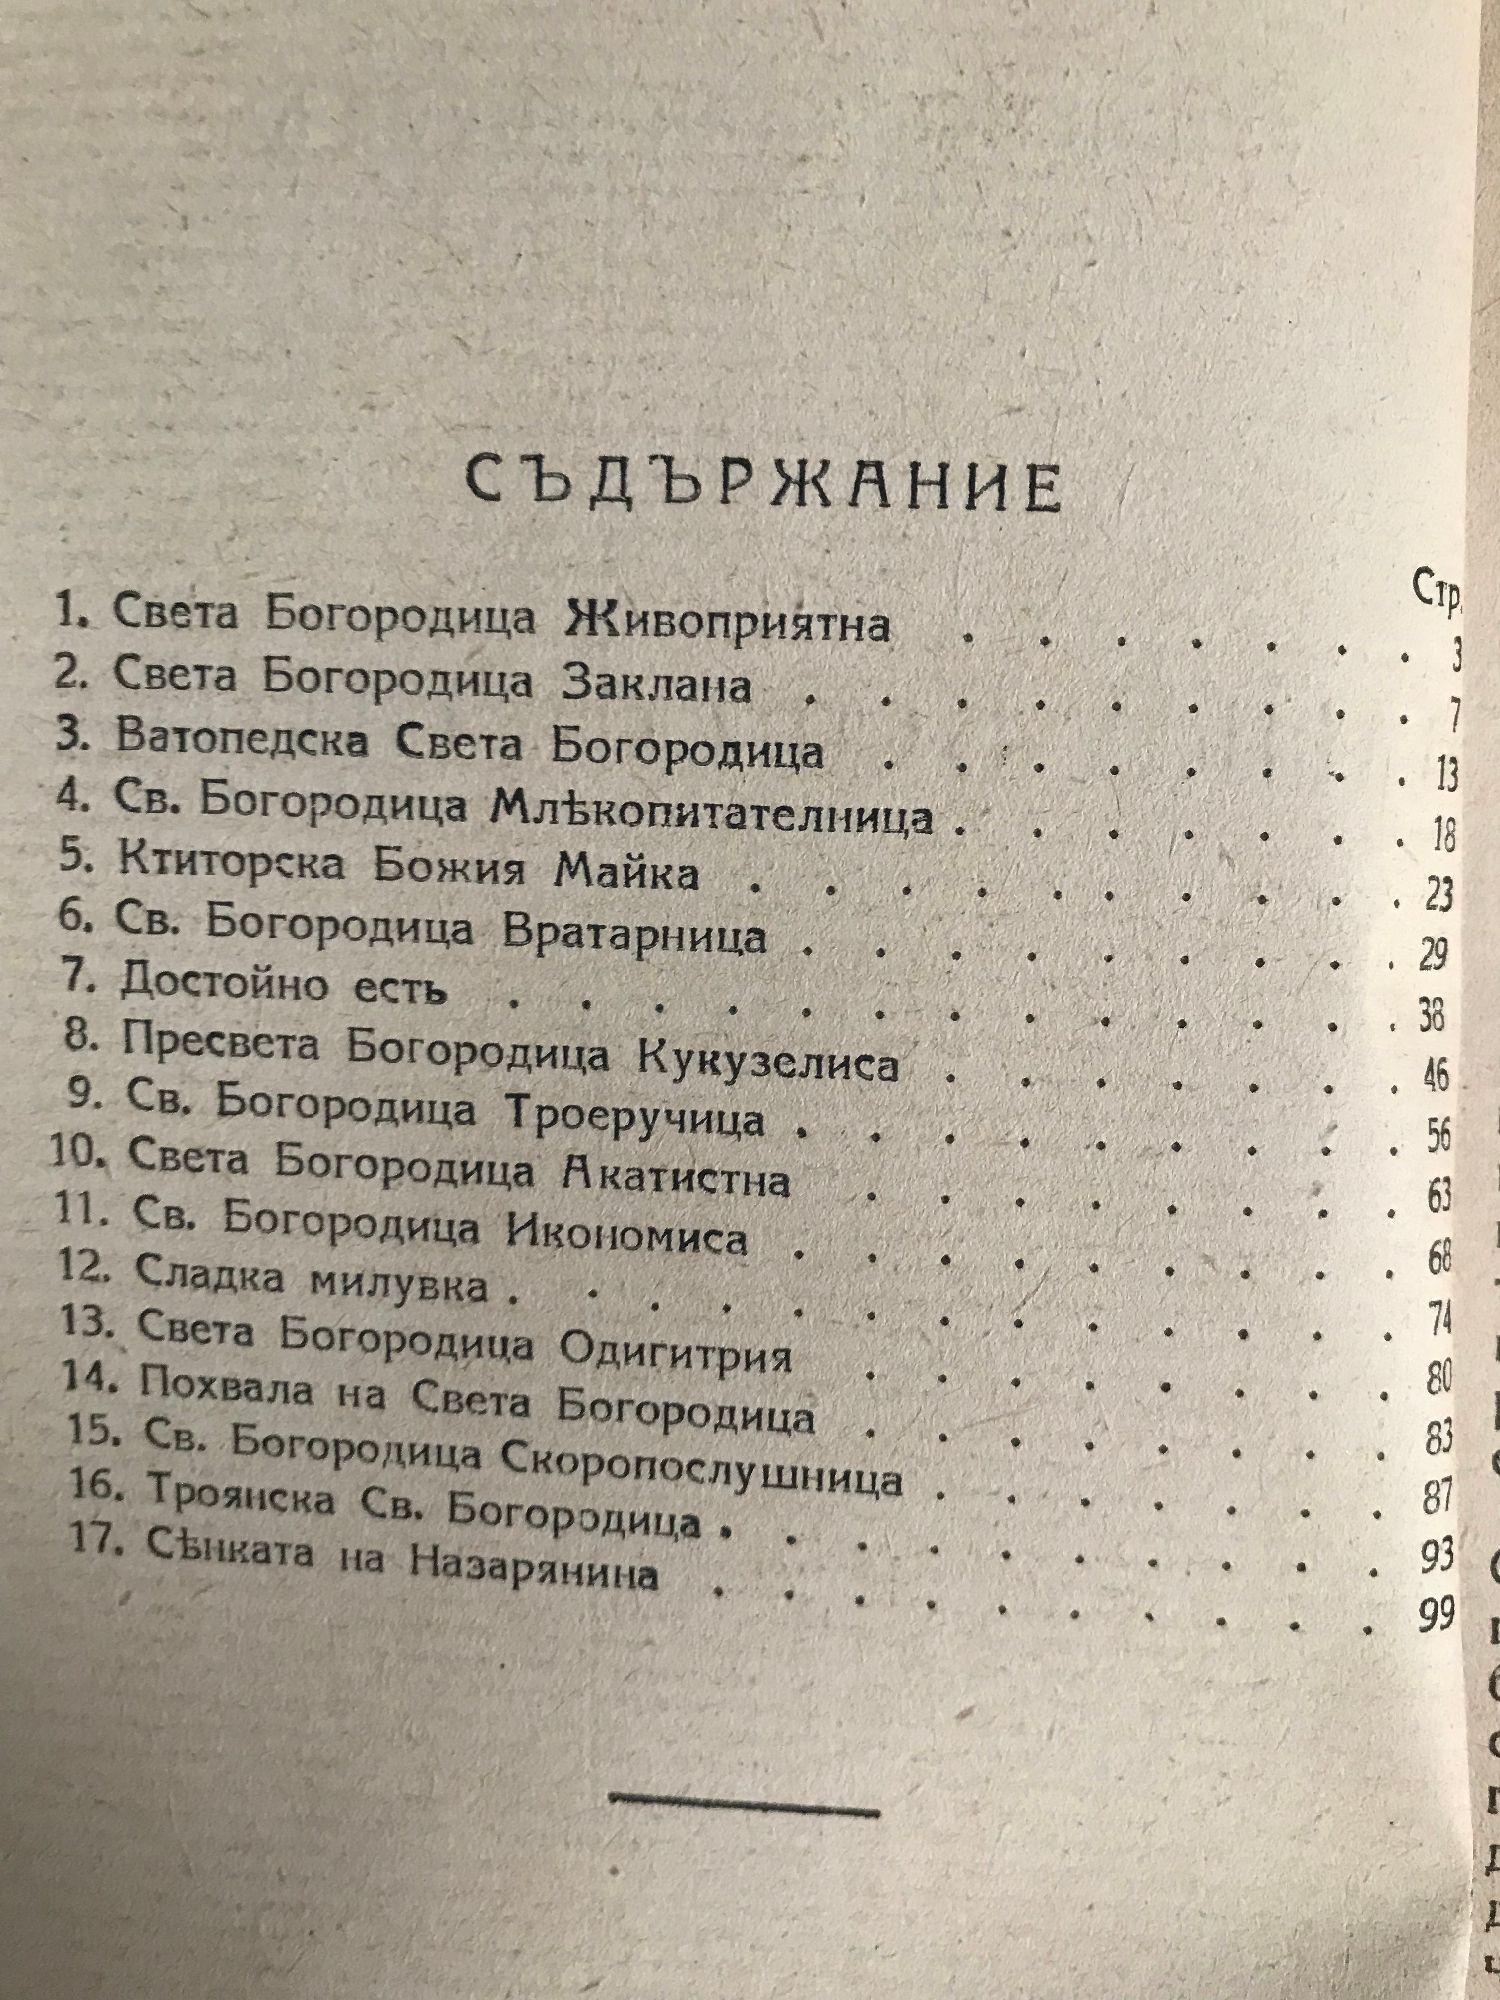 СЪДЪРЖАНИЕ
Стр.
1. Света Богородица Живоприятна . . . . . . . 3
2. Света Богородица Заклана . . . . . . . . . 7
3. Ватопедска Света Богородица . . . . . . . . 13
4. Св. Богородица Млѣкопитателница . . . . . . . 18
5. Ктиторска Божия Майка . . . . . . . . . . 23
6. Св. Богородица Вратарница . . . . . . . . . 29
7. Достойно есть . . . . . . . . . . . . . 38
8. Пресвета Богородица Кукузелиса . . . . . . . 46
9. Св. Богородица Троеручица . . . . . . . . . 56
10. Света Богородица Акатистна . . . . . . . . 63
11. Св. Богородица Икономиса . . . . . . . . . 68
12. Сладка милувка . . . . . . . . . . . . . 74
13. Света Богородица Одигитрия . . . . . . . . 80
14. Похвала на Света Богородица . . . . . . . . 83
15. Св. Богородица Скоропослушница . . . . . . . 87
16. Троянска Св. Богородица . . . . . . . . . . 93
17. Сѣнката на Назарянина . . . . . . . . . . 99